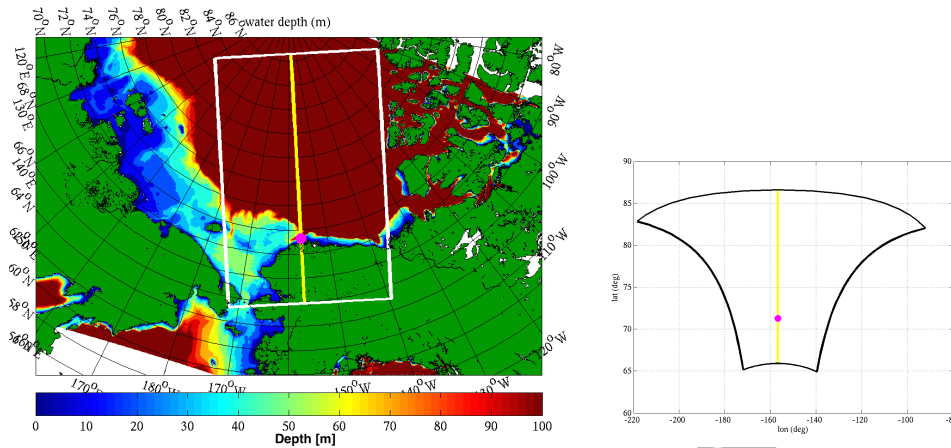 water depth (m)
70°N
72°N
74°N
76°N
78°N
80°N
82°N
84°N
86°N
120°E
68°N
130°E
66°N
140°E
64°N
60°N
58°N
80°W
90°W
100°W
110°W
120°W
170°E
180°W
170°W
150°W
140°W
0 10 20 30 40 50 60 70 80 90 100
Depth [m]
90
85
80
75
70
65
60
-220 -200 -180 -160 -140 -120 -100
lat (deg)
lon (deg)